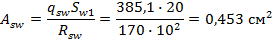 A_sw = q_sw S_w1 / R_sw = 385,1 · 20 / 170 · 10² = 0,453 см²